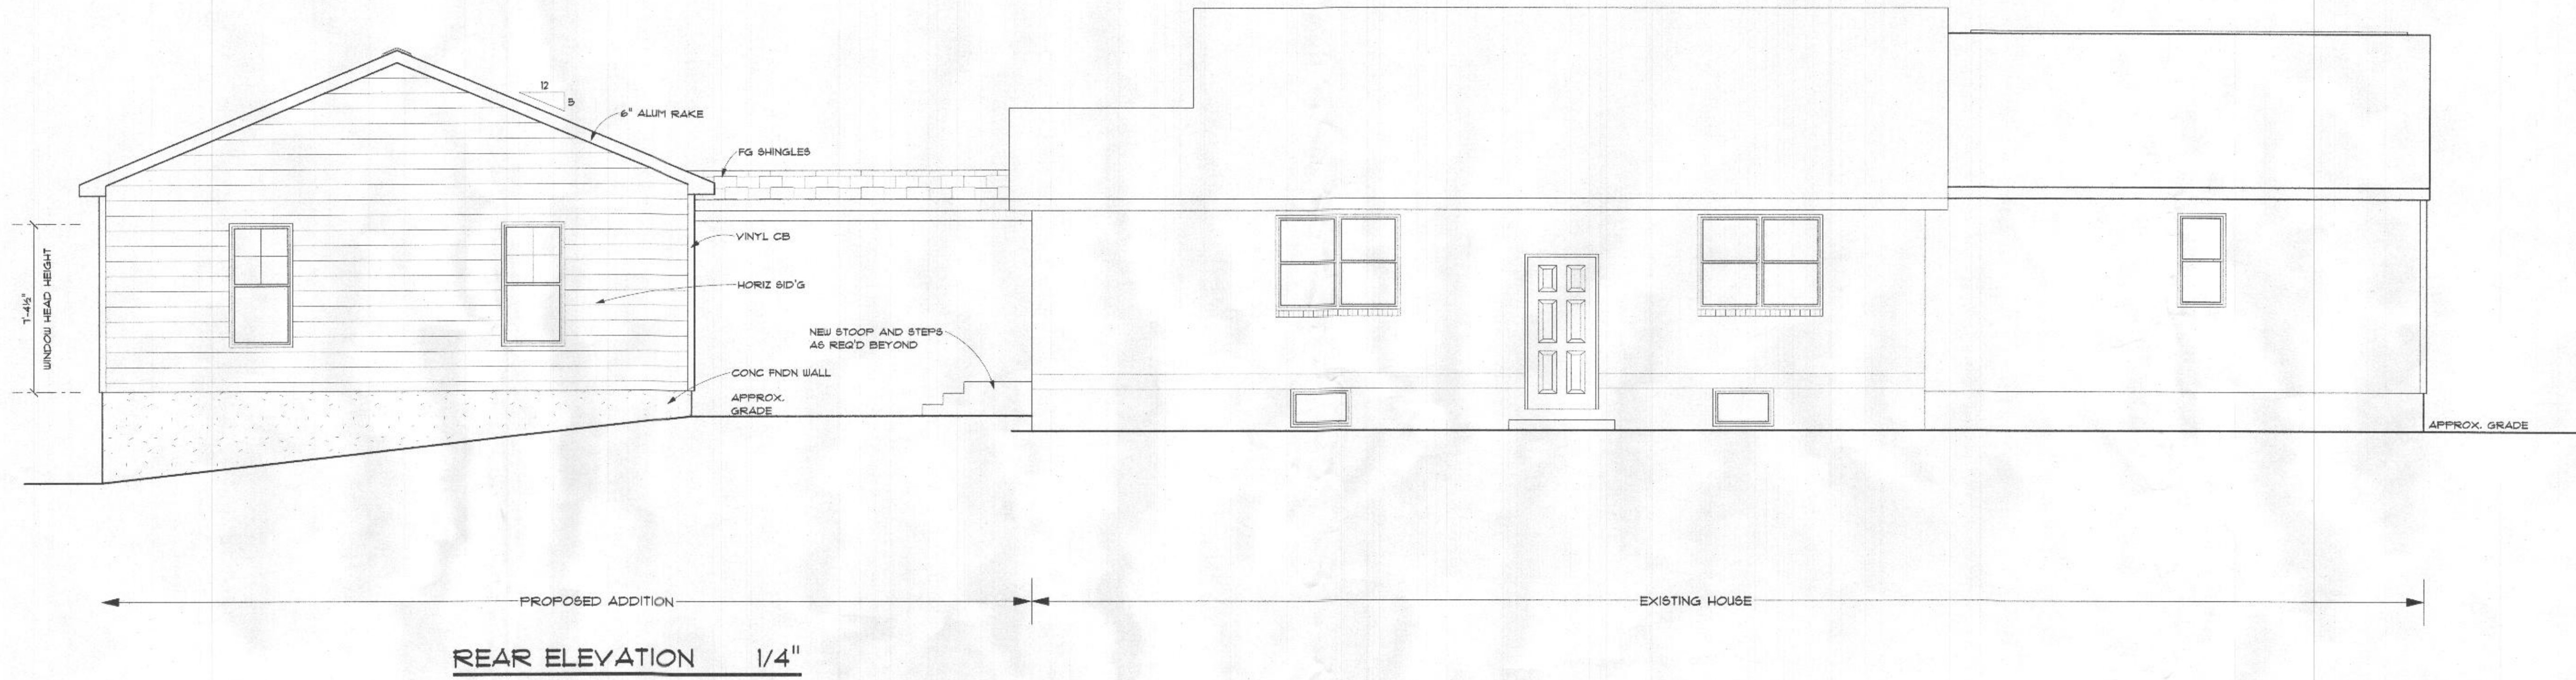 12
5
6" ALUM RAKE
FG SHINGLES
VINYL CB
7'-4½"
WINDOW HEAD HEIGHT
HORIZ SID'G
NEW STOOP AND STEPS
AS REQ'D BEYOND
CONC FNDN WALL
APPROX.
GRADE
APPROX. GRADE
PROPOSED ADDITION
EXISTING HOUSE
REAR ELEVATION 1/4"